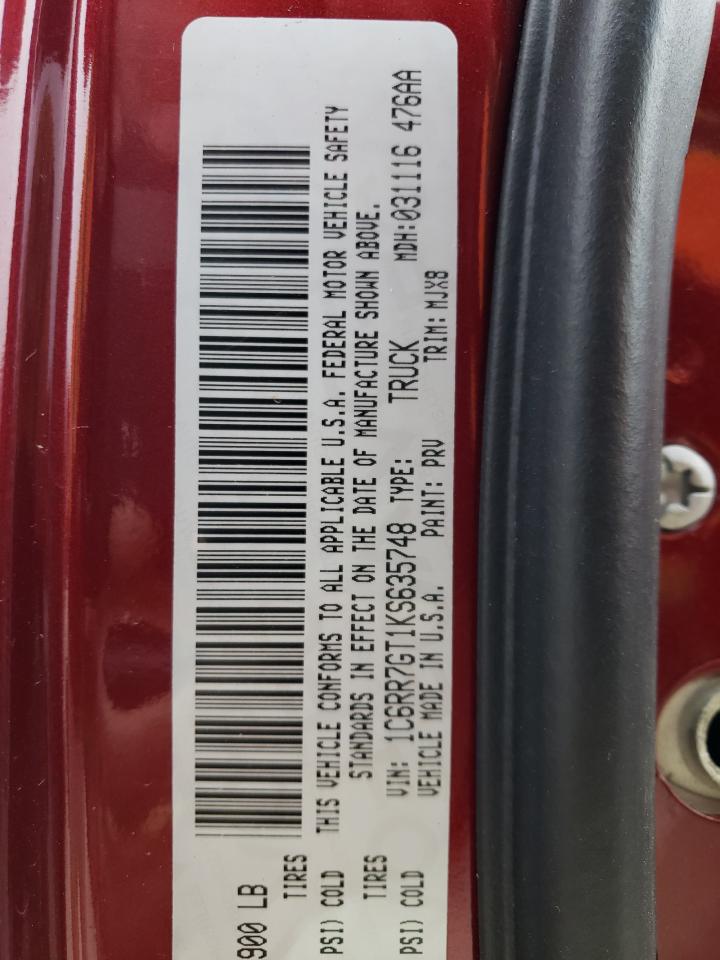 900 LB
TIRES
PSI) COLD
THIS VEHICLE CONFORMS TO ALL APPLICABLE U.S.A. FEDERAL MOTOR VEHICLE SAFETY
STANDARDS IN EFFECT ON THE DATE OF MANUFACTURE SHOWN ABOVE.
TIRES
VIN: 1C6RR7GT1KS635748 TYPE: TRUCK MDH:031116 476AA
PSI) COLD
VEHICLE MADE IN U.S.A. PAINT: PRV TRIM: MJX8